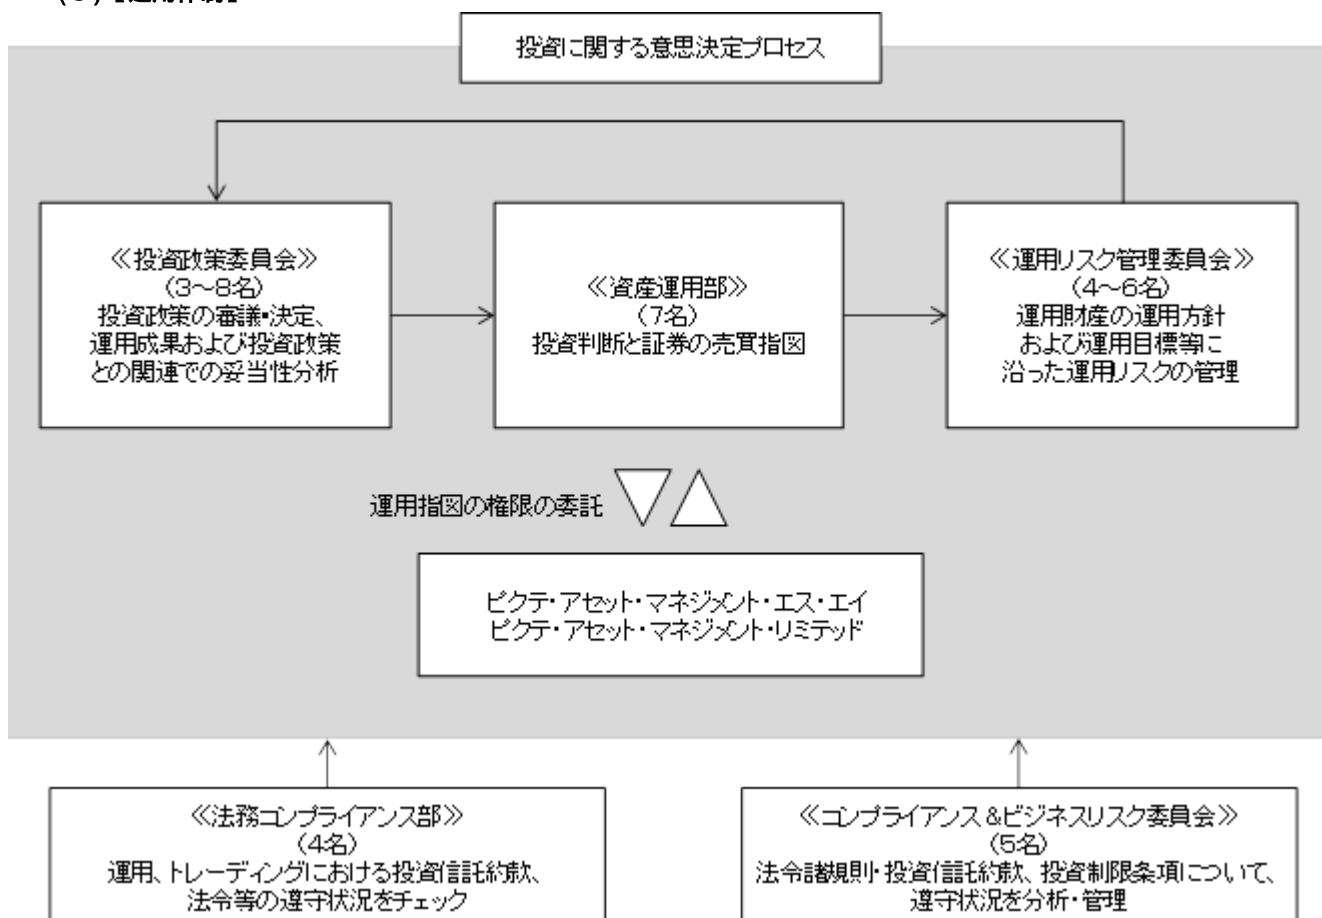 投資に関する意思決定プロセス
≪投資政策委員会≫
(3～8名)
投資政策の審議・決定、
運用成果および投資政策
との関連での妥当性分析
≪資産運用部≫
(7名)
投資判断と証券の売買指図
≪運用リスク管理委員会≫
(4～6名)
運用財産の運用方針
および運用目標等に
沿った運用リスクの管理
運用指図の権限の委託
ピクテ・アセット・マネジメント・エス・エイ
ピクテ・アセット・マネジメント・リミテッド
≪法務コンプライアンス部≫
(4名)
運用、トレーディングにおける投資信託約款、
法令等の遵守状況をチェック
≪コンプライアンス&ビジネスリスク委員会≫
(5名)
法令諸規則・投資信託約款、投資制限条項について、
遵守状況を分析・管理